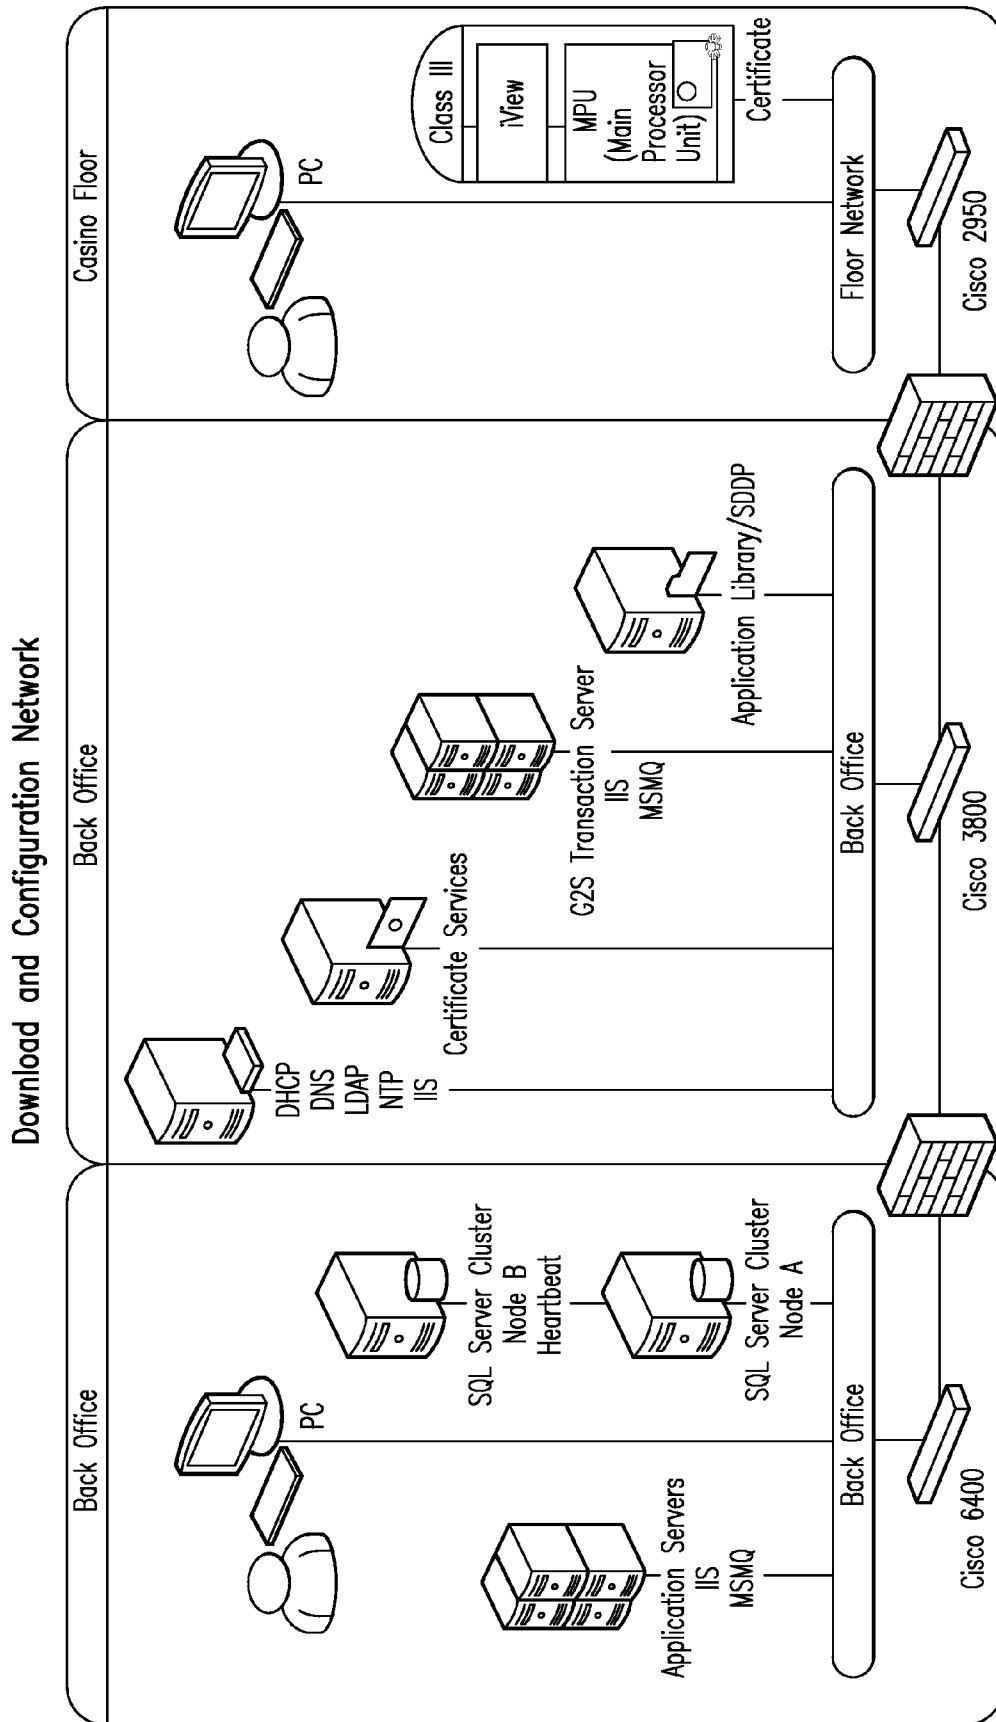 Download and Configuration Network
Back Office
PC
Application Servers
IIS
MSMQ
SQL Server Cluster
Node B
Heartbeat
SQL Server Cluster
Node A
Back Office
Cisco 6400
Back Office
DHCP
DNS
LDAP
NTP
IIS
Certificate Services
G2S Transaction Server
IIS
MSMQ
Application Library/SDDP
Back Office
Cisco 3800
Casino Floor
PC
Class III
iView
MPU
(Main
Processor
Unit)
Certificate
Floor Network
Cisco 2950